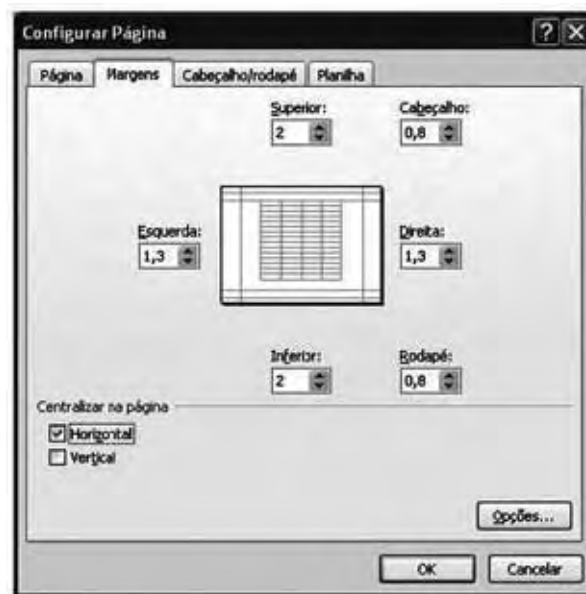 Configurar Página
Página Margens Cabeçalho/rodapé Planilha
Superior: Cabeçalho:
2 0,8
Esquerda: Direita:
1,3 1,3
Inferior: Rodapé:
2 0,8
Centralizar na página
Horizontal
Vertical
Opções...
OK Cancelar